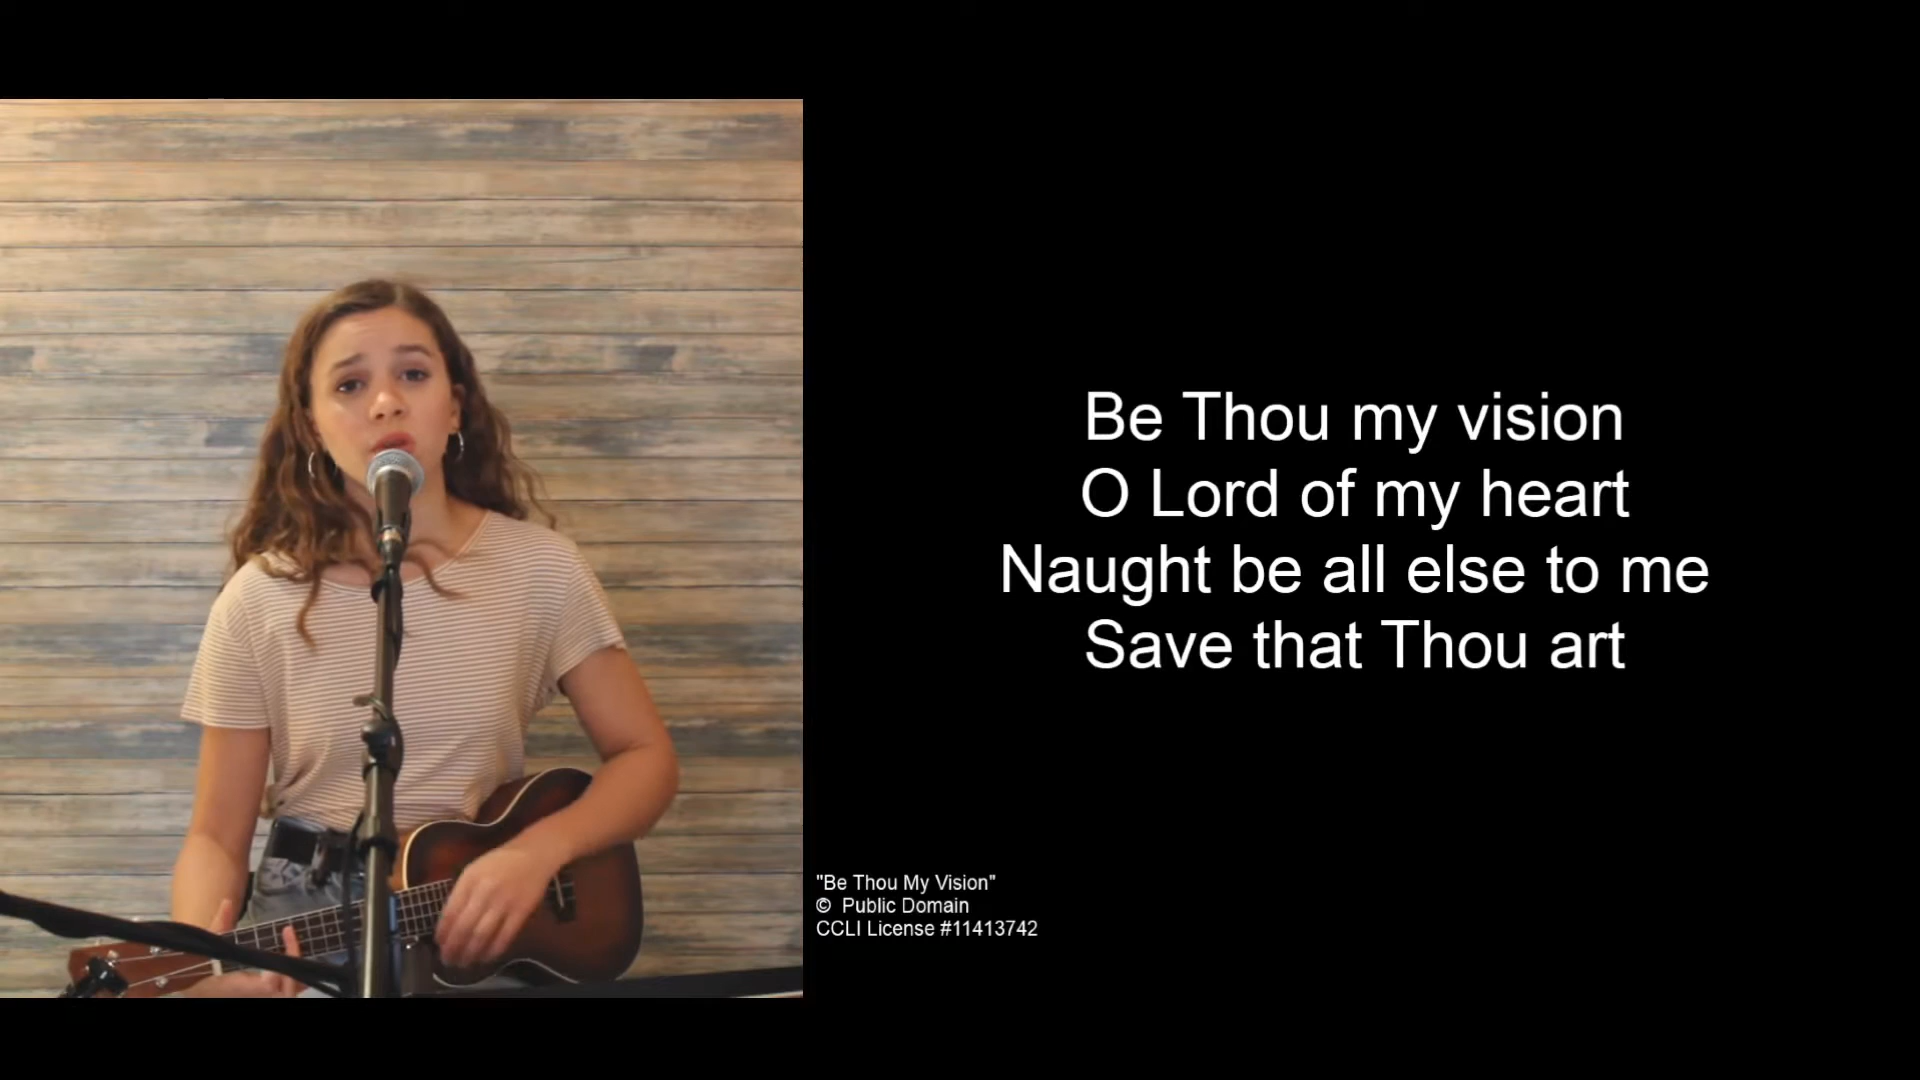 Be Thou my vision
O Lord of my heart
Naught be all else to me
Save that Thou art
"Be Thou My Vision"
© Public Domain
CCLI License #11413742